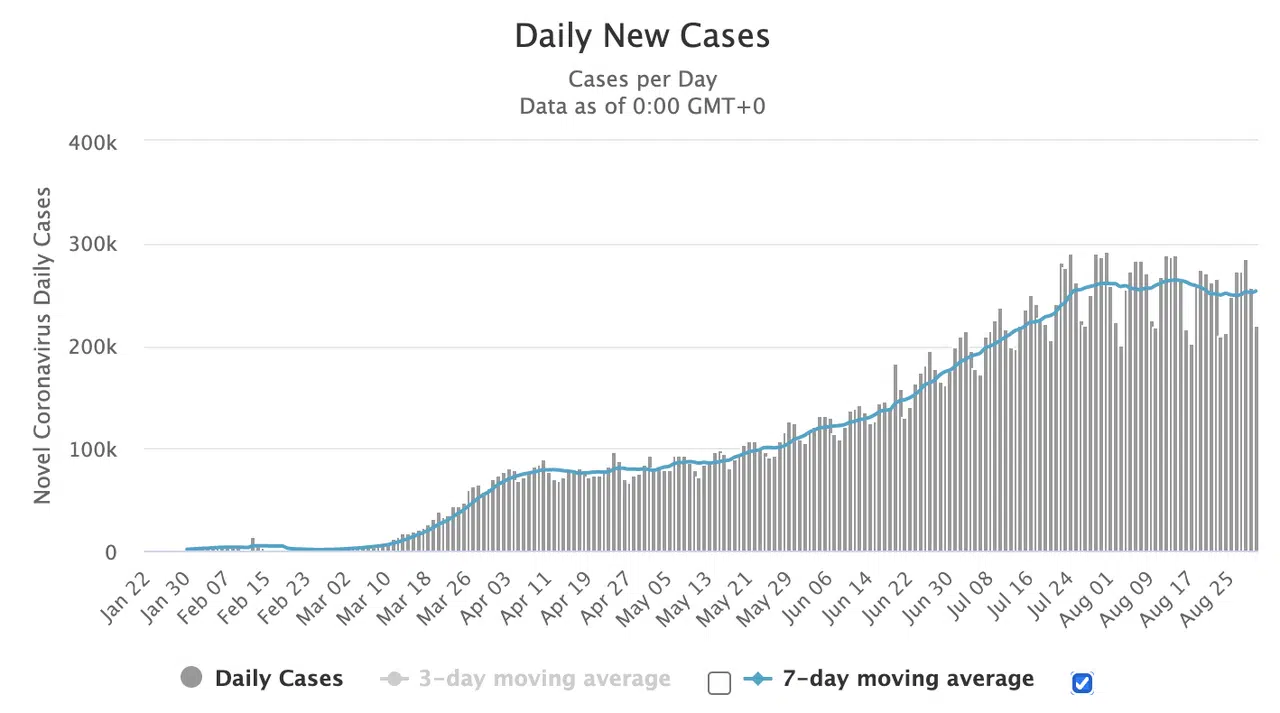 Daily New Cases
Cases per Day
Data as of 0:00 GMT+0
Novel Coronavirus Daily Cases
400k
300k
200k
100k
0
Jan 22
Jan 30
Feb 07
Feb 15
Feb 23
Mar 02
Mar 10
Mar 18
Mar 26
Apr 03
Apr 11
Apr 19
Apr 27
May 05
May 13
May 21
May 29
Jun 06
Jun 14
Jun 22
Jun 30
Jul 08
Jul 16
Jul 24
Aug 01
Aug 09
Aug 17
Aug 25
Daily Cases 3-day moving average 7-day moving average